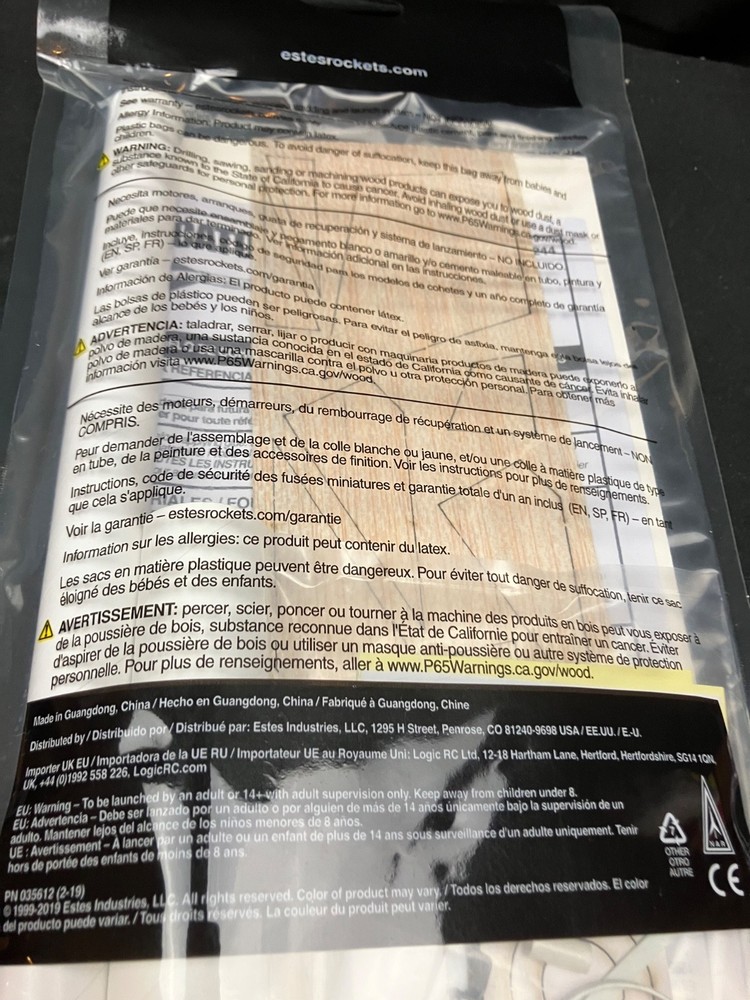 estesrockets.com
See warranty – 
Allergy Information: Product may contain latex.
Plastic bags can be dangerous. To avoid danger of suffocation, keep this bag away from babies and
children.
WARNING: Drilling, sawing, sanding or machining wood products can expose you to wood dust, a
substance known to the State of California to cause cancer. Avoid inhaling wood dust or use a dust mask or
other safeguards for personal protection. For more information go to www.P65Warnings.ca.gov/wood.
Necesita motores, arranques, guata de recuperación y sistema de lanzamiento – NO INCLUIDO.
Puede que necesite ensamblaje y pegamento blanco o amarillo y/o cemento maleable en tubo, pintura y
materiales para dar terminado. Ver información adicional en las instrucciones.
Incluye, instrucciones, código de seguridad para los modelos de cohetes y un año completo de garantía
(EN, SP, FR) – lo que aplique.
Ver garantía – estesrockets.com/garantia
Información de Alergias: El producto puede contener látex.
Las bolsas de plástico pueden ser peligrosas. Para evitar el peligro de asfixia, mantenga esta bolsa lejos del
alcance de los bebés y los niños.
ADVERTENCIA: taladrar, serrar, lijar o producir con maquinaria productos de madera puede exponerlo a
polvo de madera, una sustancia conocida en el estado de California como causante de cáncer. Evita inhalar
polvo de madera o usa una mascarilla contra el polvo u otra protección personal. Para obtener más
información visita www.P65Warnings.ca.gov/wood.
REFERENCIA
Nécessite des moteurs, démarreurs, du rembourrage de récupération et un système de lancement – NON
COMPRIS.
Peur demander de l'assemblage et de la colle blanche ou jaune, et/ou une colle à matière plastique de type
en tube, de la peinture et des accessoires de finition. Voir les instructions pour plus de renseignements.
Instructions, code de sécurité des fusées miniatures et garantie totale d'un an inclus (EN, SP, FR) – en tant
que cela s'applique.
Voir la garantie – estesrockets.com/garantie
Information sur les allergies: ce produit peut contenir du latex.
Les sacs en matière plastique peuvent être dangereux. Pour éviter tout danger de suffocation, tenir ce sac
éloigné des bébés et des enfants.
AVERTISSEMENT: percer, scier, poncer ou tourner à la machine des produits en bois peut vous exposer à
de la poussière de bois, substance reconnue dans l'État de Californie pour entraîner un cancer. Éviter
d'aspirer de la poussière de bois ou utiliser un masque anti-poussière ou autre système de protection
personnelle. Pour plus de renseignements, aller à www.P65Warnings.ca.gov/wood.
Made in Guangdong, China / Hecho en Guangdong, China / Fabriqué à Guangdong, Chine
Distributed by / Distribuido por / Distribué par: Estes Industries, LLC, 1295 H Street, Penrose, CO 81240-9698 USA / EE.UU. / É.-U.
Importer UK EU / Importadora de la UE RU / Importateur UE au Royaume Uni: Logic RC Ltd, 12-18 Hartham Lane, Hertford, Hertfordshire, SG14 1QN,
UK, +44 (0)1992 558 226, LogicRC.com
EU: Warning – To be launched by an adult or 14+ with adult supervision only. Keep away from children under 8.
EU: Advertencia – Debe ser lanzado por un adulto o por alguien de más de 14 años únicamente bajo la supervisión de un
adulto. Mantener lejos del alcance de los niños menores de 8 años.
UE : Avertissement – À lancer par un adulte ou un enfant de plus de 14 ans sous surveillance d'un adulte uniquement. Tenir
hors de portée des enfants de moins de 8 ans.
7
OTHER
OTRO
AUTRE
NAR
CE
PN 035612 (2-19)
©1999-2019 Estes Industries, LLC. All rights reserved. Color of product may vary. / Todos los derechos reservados. El color
del producto puede variar. / Tous droits réservés. La couleur du produit peut varier.